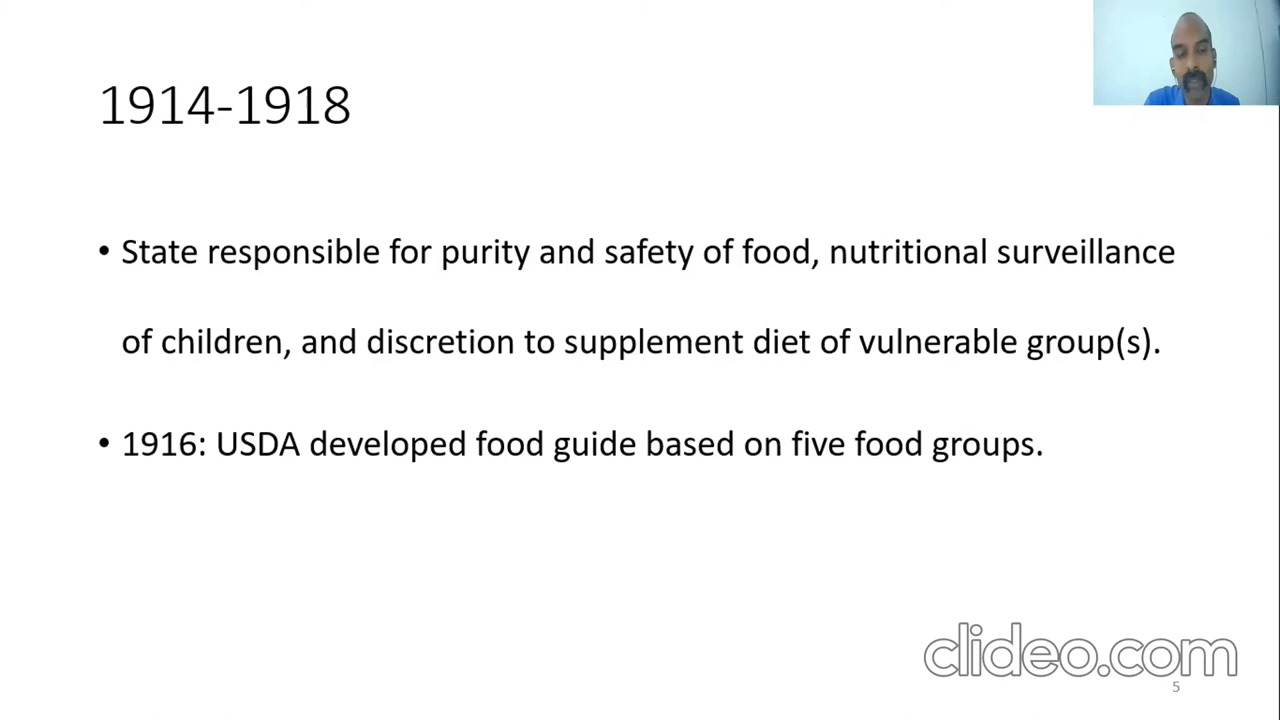 1914-1918
• State responsible for purity and safety of food, nutritional surveillance
of children, and discretion to supplement diet of vulnerable group(s).
• 1916: USDA developed food guide based on five food groups.
clideo.com
5